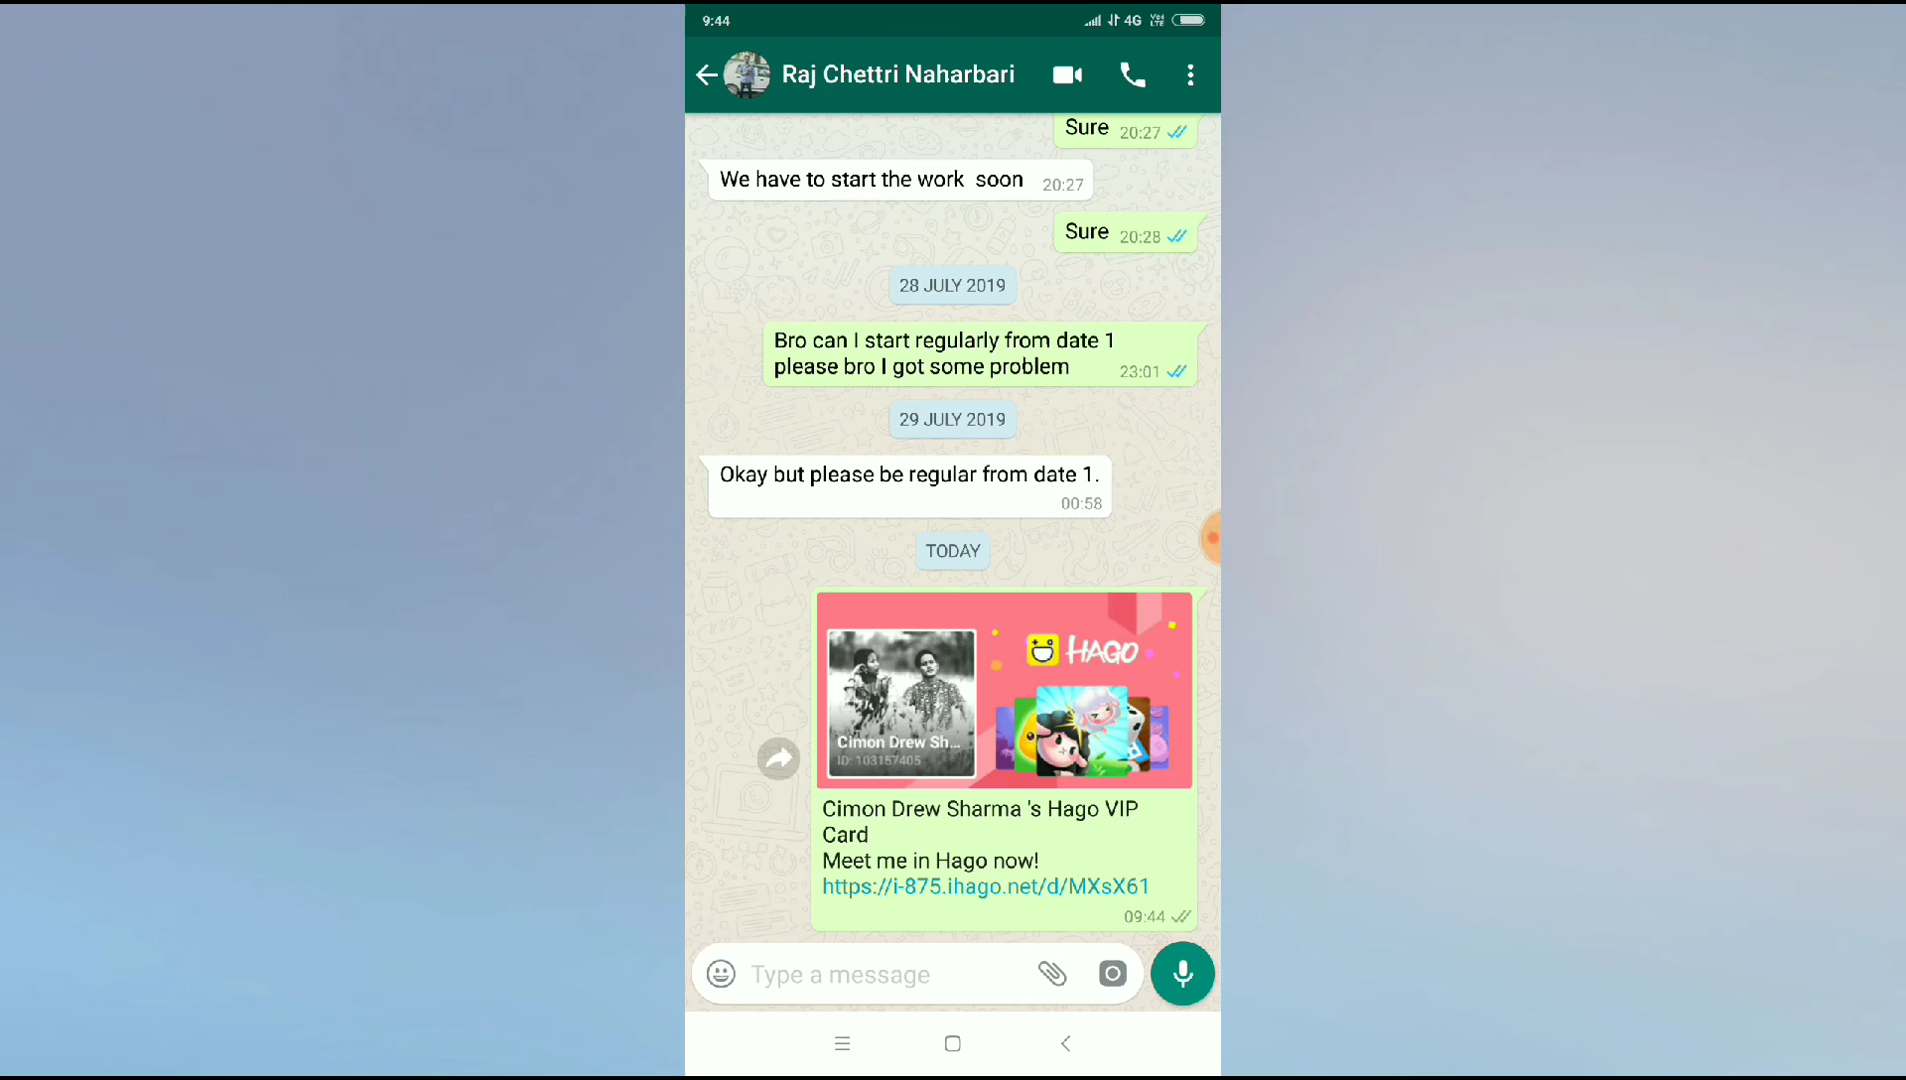 9:44
4G
Raj Chettri Naharbari
Sure 20:27
We have to start the work  soon 20:27
Sure 20:28
28 JULY 2019
Bro can I start regularly from date 1
please bro I got some problem 23:01
29 JULY 2019
Okay but please be regular from date 1.
00:58
TODAY
HAGO
Cimon Drew Sh...
ID: 103157405
Cimon Drew Sharma 's Hago VIP
Card
Meet me in Hago now!
https://i-875.ihago.net/d/MXsX61
09:44
Type a message